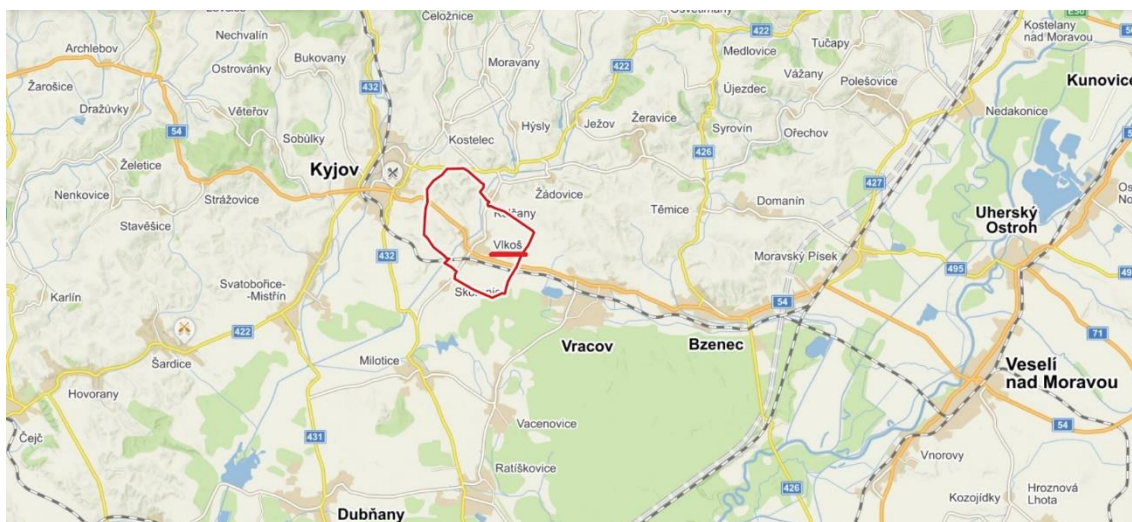 Archlebov
Nechvalín
Bukovany
Čeložnice
422
Kostelany
nad Moravou
Žarošice
Ostrovánky
Moravany
Medlovice
Tučapy
Dražůvky
Věteřov
432
422
Vážany
Polešovice
Kunovice
54
Sobůlky
Kostelec
Hýsly
Ježov
Žeravice
Újezdec
Nedakonice
Želetice
Syrovín
Ořechov
Nenkovice
Kyjov
426
Strážovice
Žádovice
427
Stavěšice
Těmice
Domanín
Uherský
Ostroh
Vlkoš
432
Moravský Písek
495
Svatobořice-
-Mistřín
Karlín
54
422
71
Šardice
Milotice
Vracov
Bzenec
Veselí
nad Moravou
Hovorany
54
Čejč
431
Vacenovice
Vnorovy
Ratíškovice
426
Kozojídky
Hroznová
Lhota
Dubňany